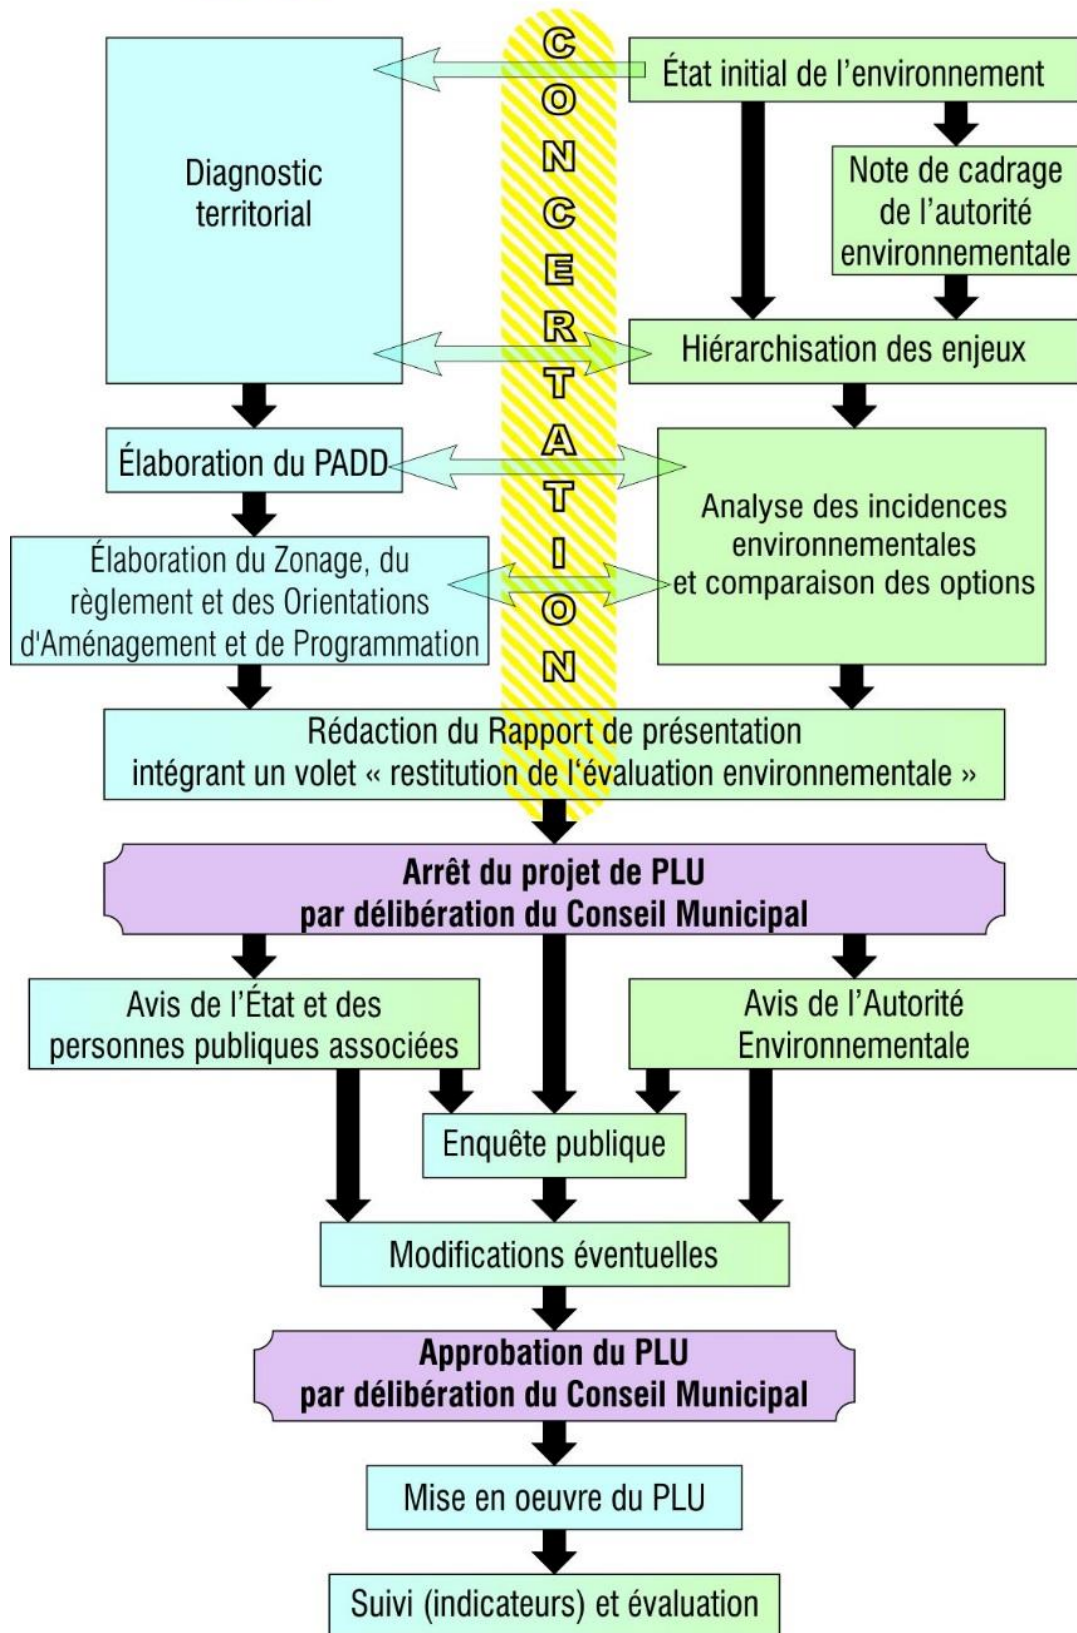 CONCERTATION
État initial de l'environnement
Diagnostic
territorial
Note de cadrage
de l'autorité
environnementale
Hiérarchisation des enjeux
Élaboration du PADD
Analyse des incidences
environnementales
et comparaison des options
Élaboration du Zonage, du
règlement et des Orientations
d'Aménagement et de Programmation
Rédaction du Rapport de présentation
intégrant un volet « restitution de l'évaluation environnementale »
Arrêt du projet de PLU
par délibération du Conseil Municipal
Avis de l'État et des
personnes publiques associées
Avis de l'Autorité
Environnementale
Enquête publique
Modifications éventuelles
Approbation du PLU
par délibération du Conseil Municipal
Mise en oeuvre du PLU
Suivi (indicateurs) et évaluation